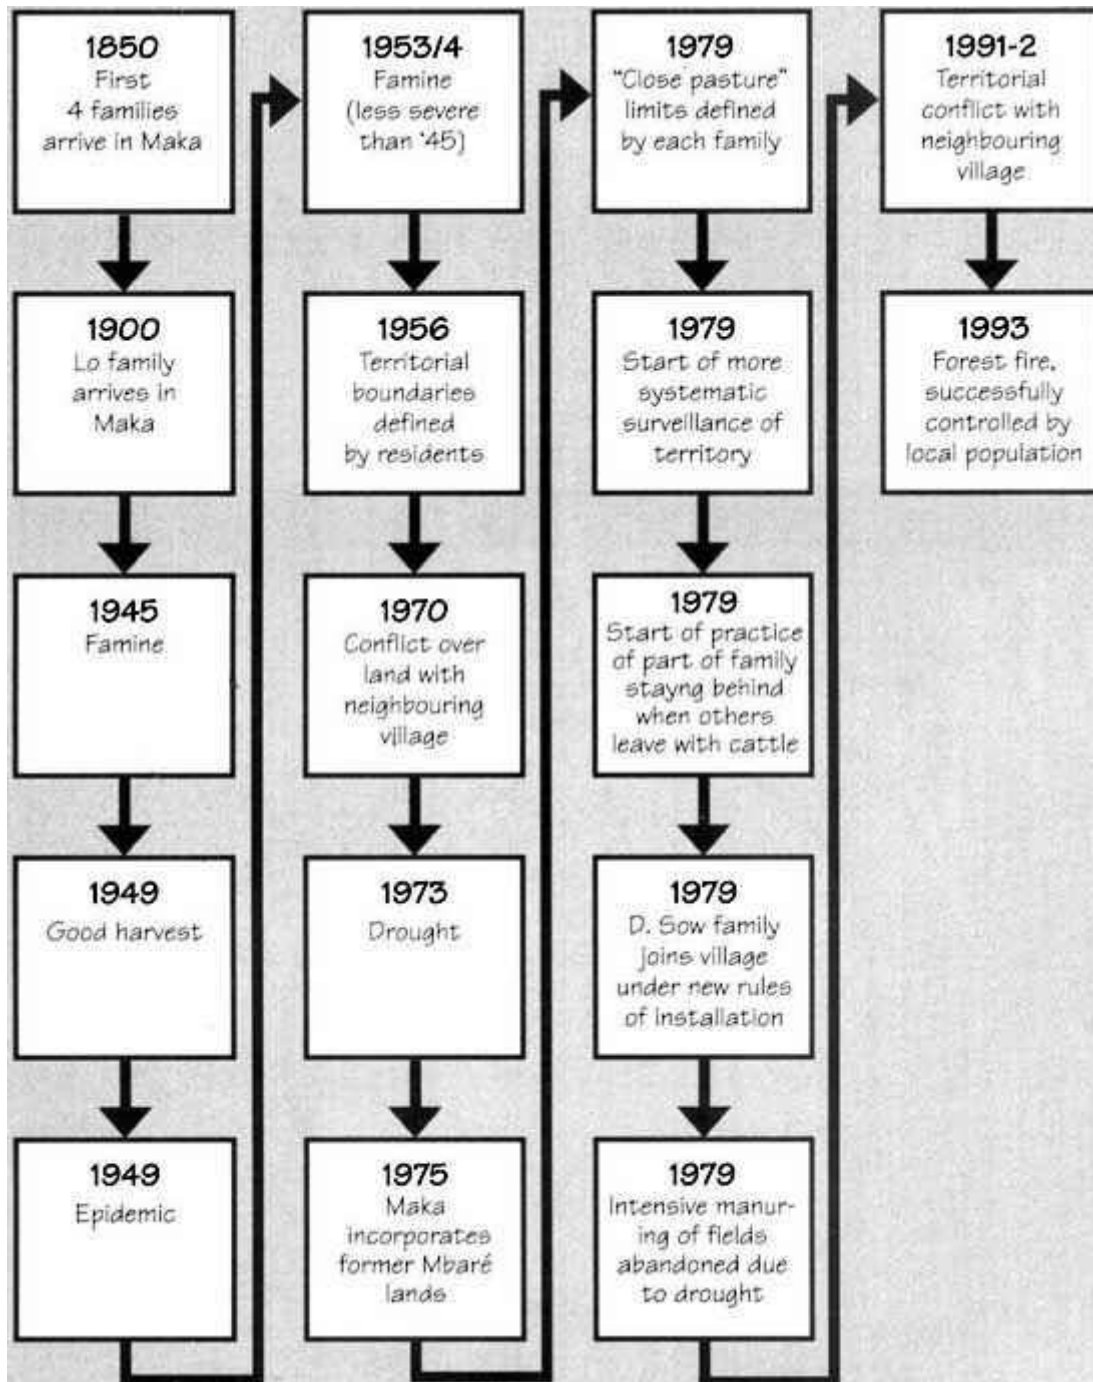 1850
First
4 families
arrive in Maka
1900
Lo family
arrives in
Maka
1945
Famine
1949
Good harvest
1949
Epidemic
1953/4
Famine
(less severe
than '45)
1956
Territorial
boundaries
defined
by residents
1970
Conflict over
land with
neighbouring
village
1973
Drought
1975
Maka
incorporates
former Mbaré
lands
1979
"Close pasture"
limits defined
by each family
1979
Start of more
systematic
surveillance of
territory
1979
Start of practice
of part of family
stayng behind
when others
leave with cattle
1979
D. Sow family
joins village
under new rules
of installation
1979
Intensive manur-
ing of fields
abandoned due
to drought
1991-2
Territorial
conflict with
neighbouring
village
1993
Forest fire,
successfully
controlled by
local population